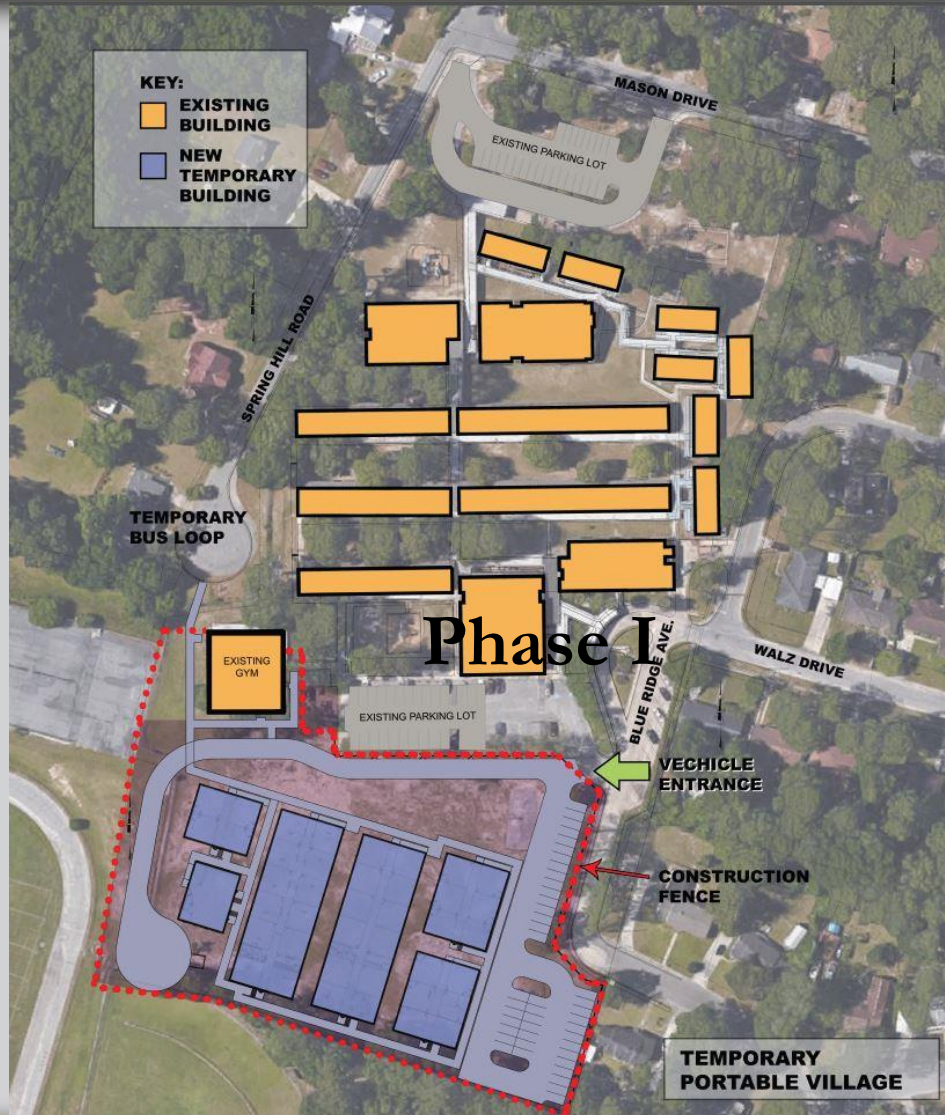 KEY:
EXISTING
BUILDING
NEW
TEMPORARY
BUILDING
MASON DRIVE
EXISTING PARKING LOT
SPRING HILL ROAD
TEMPORARY
BUS LOOP
EXISTING
GYM
Phase I
WALZ DRIVE
BLUE RIDGE AVE.
EXISTING PARKING LOT
VECHICLE
ENTRANCE
CONSTRUCTION
FENCE
TEMPORARY
PORTABLE VILLAGE